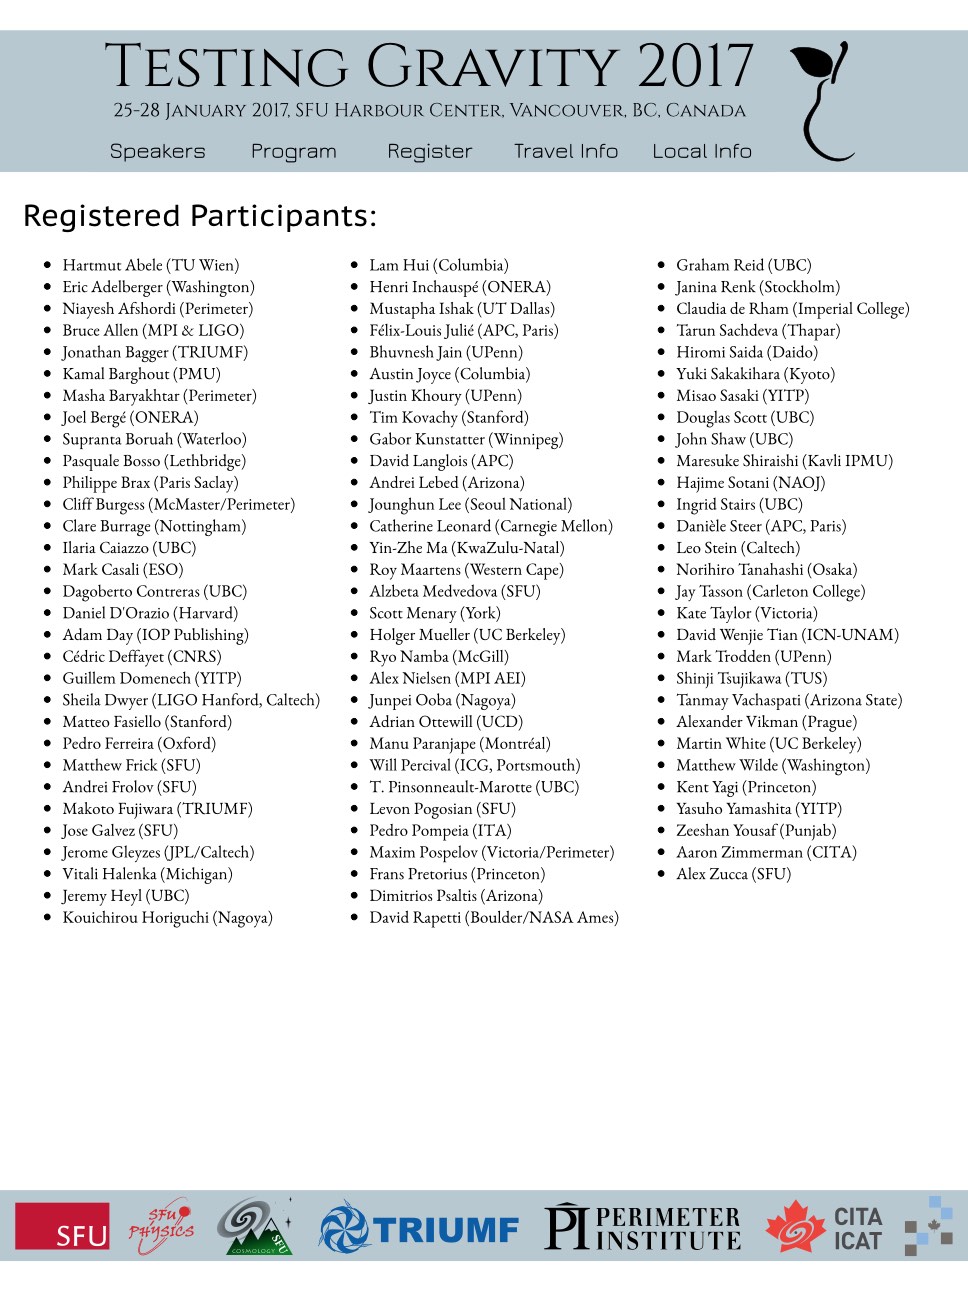 Testing Gravity 2017
25-28 January 2017, SFU Harbour Center, Vancouver, BC, Canada
Speakers Program Register Travel Info Local Info
Registered Participants:
• Hartmut Abele (TU Wien)
• Eric Adelberger (Washington)
• Niayesh Afshordi (Perimeter)
• Bruce Allen (MPI & LIGO)
• Jonathan Bagger (TRIUMF)
• Kamal Barghout (PMU)
• Masha Baryakhtar (Perimeter)
• Joel Bergé (ONERA)
• Supranta Boruah (Waterloo)
• Pasquale Bosso (Lethbridge)
• Philippe Brax (Paris Saclay)
• Cliff Burgess (McMaster/Perimeter)
• Clare Burrage (Nottingham)
• Ilaria Caiazzo (UBC)
• Mark Casali (ESO)
• Dagoberto Contreras (UBC)
• Daniel D'Orazio (Harvard)
• Adam Day (IOP Publishing)
• Cédric Deffayet (CNRS)
• Guillem Domenech (YITP)
• Sheila Dwyer (LIGO Hanford, Caltech)
• Matteo Fasiello (Stanford)
• Pedro Ferreira (Oxford)
• Matthew Frick (SFU)
• Andrei Frolov (SFU)
• Makoto Fujiwara (TRIUMF)
• Jose Galvez (SFU)
• Jerome Gleyzes (JPL/Caltech)
• Vitali Halenka (Michigan)
• Jeremy Heyl (UBC)
• Kouichirou Horiguchi (Nagoya)
• Lam Hui (Columbia)
• Henri Inchauspé (ONERA)
• Mustapha Ishak (UT Dallas)
• Félix-Louis Julié (APC, Paris)
• Bhuvnesh Jain (UPenn)
• Austin Joyce (Columbia)
• Justin Khoury (UPenn)
• Tim Kovachy (Stanford)
• Gabor Kunstatter (Winnipeg)
• David Langlois (APC)
• Andrei Lebed (Arizona)
• Jounghun Lee (Seoul National)
• Catherine Leonard (Carnegie Mellon)
• Yin-Zhe Ma (KwaZulu-Natal)
• Roy Maartens (Western Cape)
• Alzbeta Medvedova (SFU)
• Scott Menary (York)
• Holger Mueller (UC Berkeley)
• Ryo Namba (McGill)
• Alex Nielsen (MPI AEI)
• Junpei Ooba (Nagoya)
• Adrian Ottewill (UCD)
• Manu Paranjape (Montréal)
• Will Percival (ICG, Portsmouth)
• T. Pinsonneault-Marotte (UBC)
• Levon Pogosian (SFU)
• Pedro Pompeia (ITA)
• Maxim Pospelov (Victoria/Perimeter)
• Frans Pretorius (Princeton)
• Dimitrios Psaltis (Arizona)
• David Rapetti (Boulder/NASA Ames)
• Graham Reid (UBC)
• Janina Renk (Stockholm)
• Claudia de Rham (Imperial College)
• Tarun Sachdeva (Thapar)
• Hiromi Saida (Daido)
• Yuki Sakakihara (Kyoto)
• Misao Sasaki (YITP)
• Douglas Scott (UBC)
• John Shaw (UBC)
• Maresuke Shiraishi (Kavli IPMU)
• Hajime Sotani (NAOJ)
• Ingrid Stairs (UBC)
• Danièle Steer (APC, Paris)
• Leo Stein (Caltech)
• Norihiro Tanahashi (Osaka)
• Jay Tasson (Carleton College)
• Kate Taylor (Victoria)
• David Wenjie Tian (ICN-UNAM)
• Mark Trodden (UPenn)
• Shinji Tsujikawa (TUS)
• Tanmay Vachaspati (Arizona State)
• Alexander Vikman (Prague)
• Martin White (UC Berkeley)
• Matthew Wilde (Washington)
• Kent Yagi (Princeton)
• Yasuho Yamashita (YITP)
• Zeeshan Yousaf (Punjab)
• Aaron Zimmerman (CITA)
• Alex Zucca (SFU)
SFU
SFU
PHYSICS
COSMOLOGY SFU
TRIUMF
PI PERIMETER
INSTITUTE
CITA
ICAT